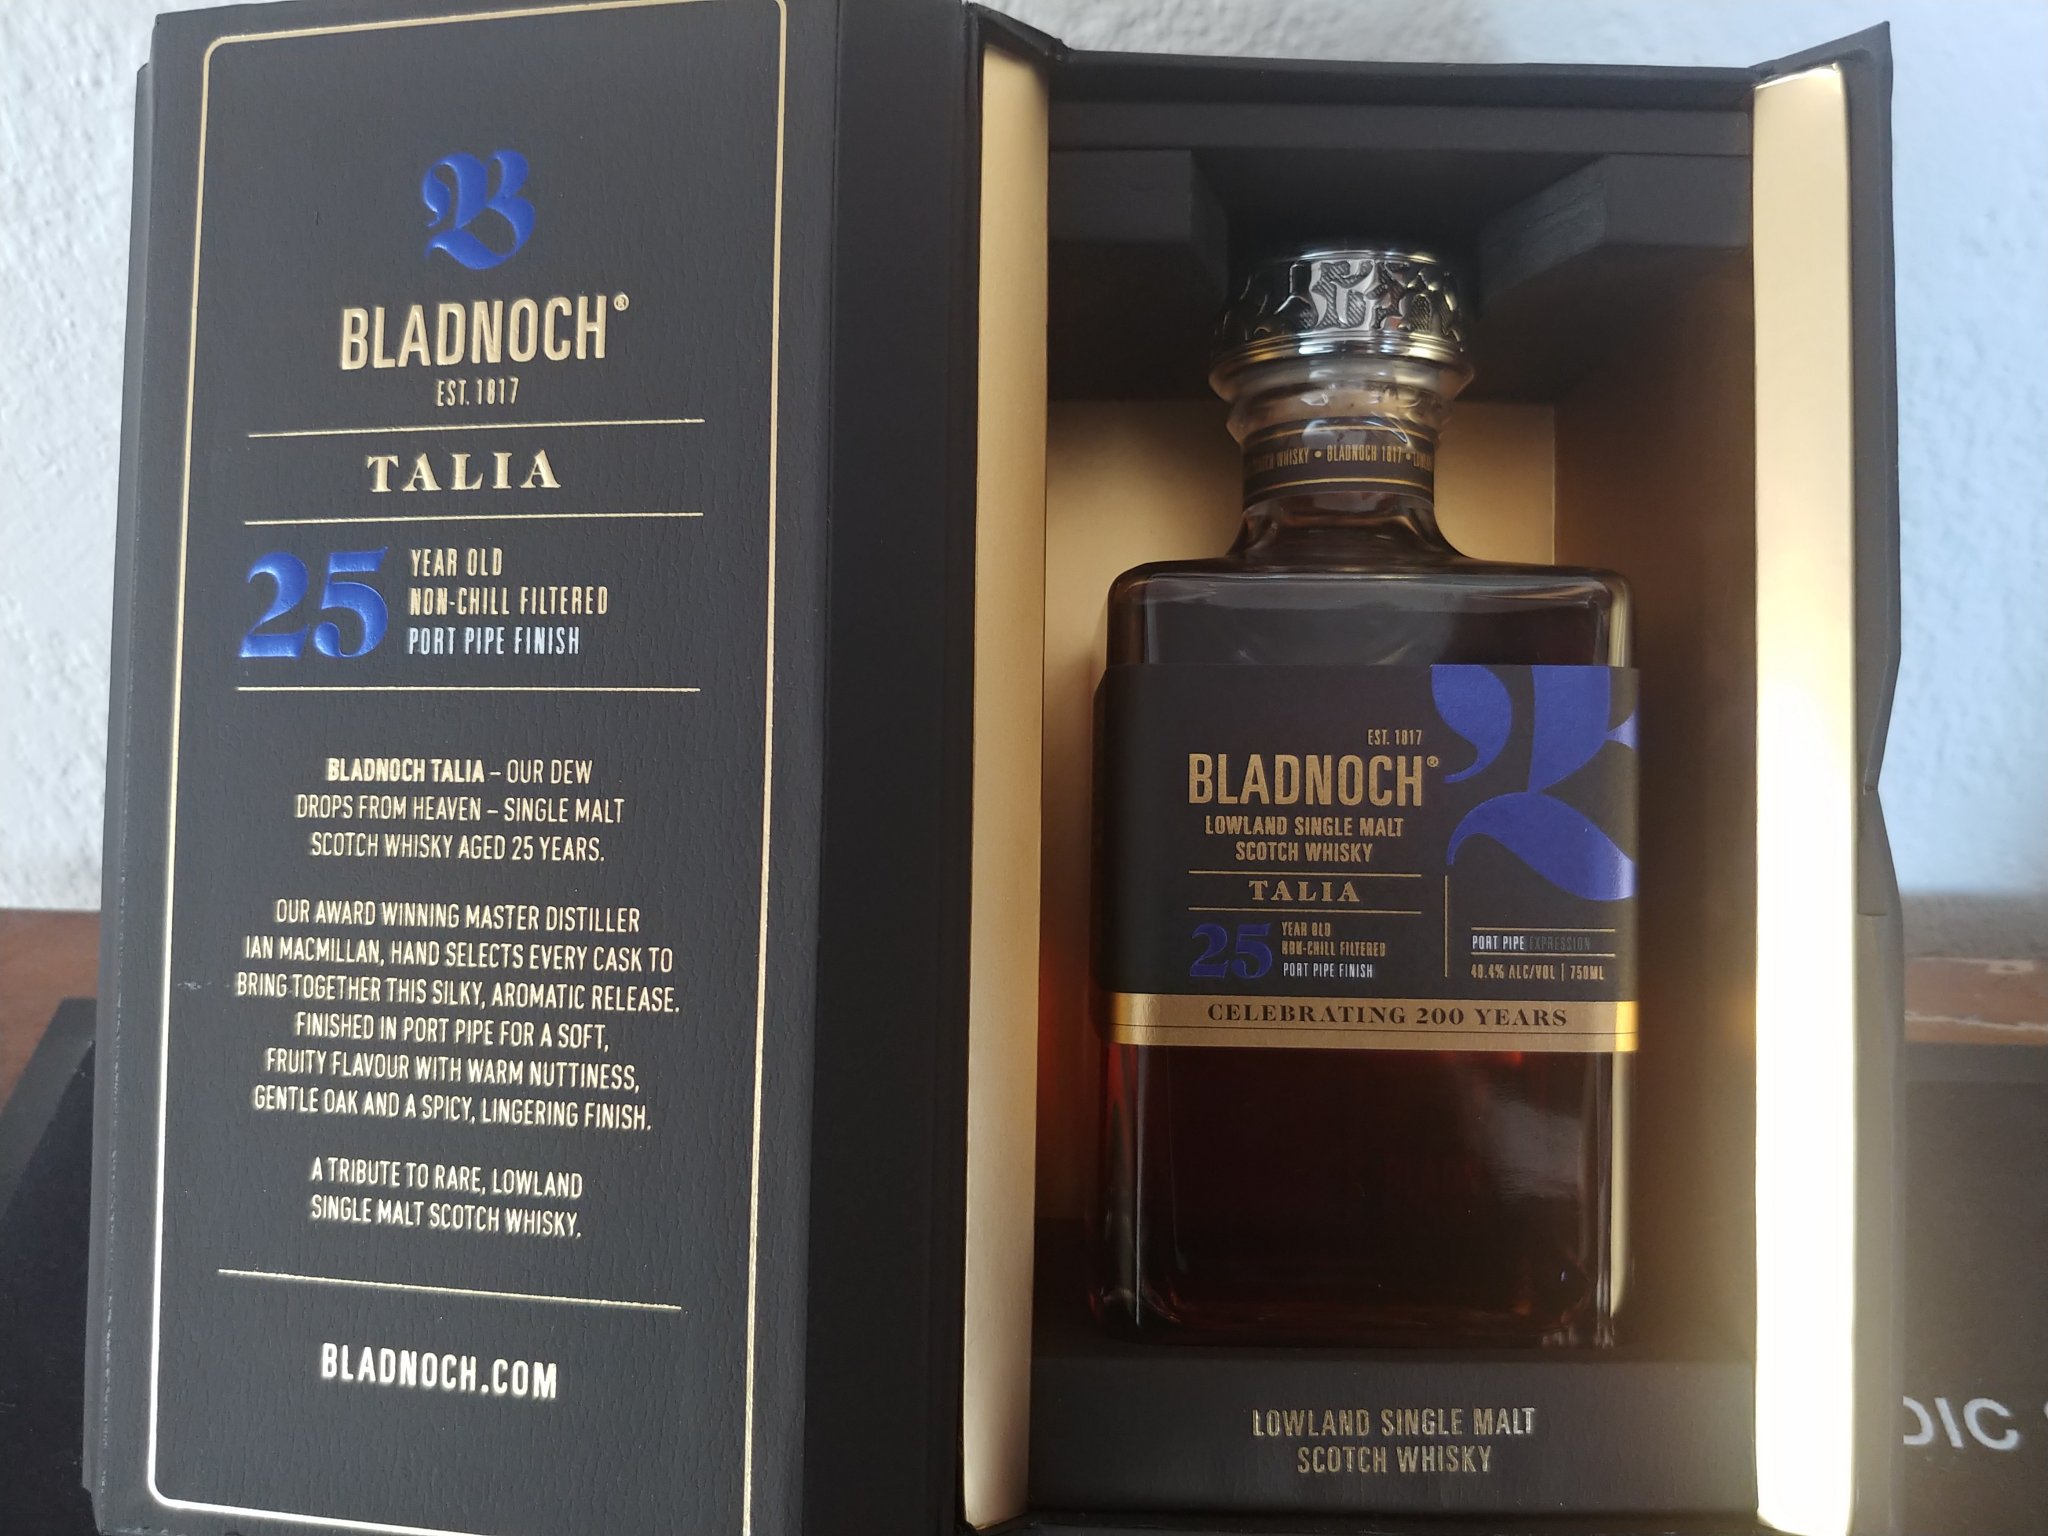 B
BLADNOCH®
EST. 1817
TALIA
25
YEAR OLD
NON-CHILL FILTERED
PORT PIPE FINISH
BLADNOCH TALIA – OUR DEW
DROPS FROM HEAVEN – SINGLE MALT
SCOTCH WHISKY AGED 25 YEARS.
OUR AWARD WINNING MASTER DISTILLER
IAN MACMILLAN, HAND SELECTS EVERY CASK TO
BRING TOGETHER THIS SILKY, AROMATIC RELEASE.
FINISHED IN PORT PIPE FOR A SOFT,
FRUITY FLAVOUR WITH WARM NUTTINESS,
GENTLE OAK AND A SPICY, LINGERING FINISH.
A TRIBUTE TO RARE, LOWLAND
SINGLE MALT SCOTCH WHISKY.
BLADNOCH.COM
WHISKY • BLADNOCH 1817 •
EST. 1817
BLADNOCH®
LOWLAND SINGLE MALT
SCOTCH WHISKY
TALIA
25
YEAR OLD
NON-CHILL FILTERED
PORT PIPE FINISH
B
PORT PIPE EXPRESSION
40.4% ALC/VOL | 750ML
CELEBRATING 200 YEARS
LOWLAND SINGLE MALT
SCOTCH WHISKY
DIC